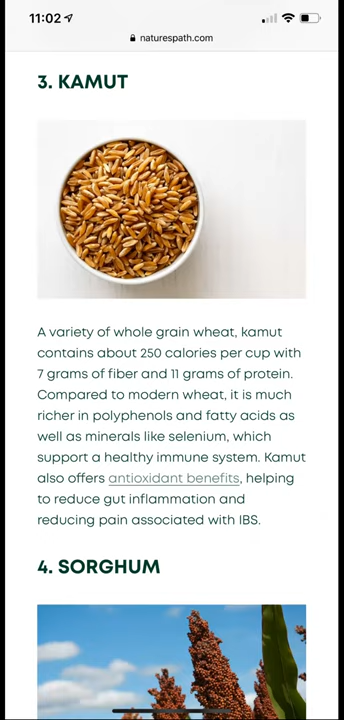 11:02
naturespath.com
3. KAMUT
A variety of whole grain wheat, kamut
contains about 250 calories per cup with
7 grams of fiber and 11 grams of protein.
Compared to modern wheat, it is much
richer in polyphenols and fatty acids as
well as minerals like selenium, which
support a healthy immune system. Kamut
also offers antioxidant benefits, helping
to reduce gut inflammation and
reducing pain associated with IBS.
4. SORGHUM